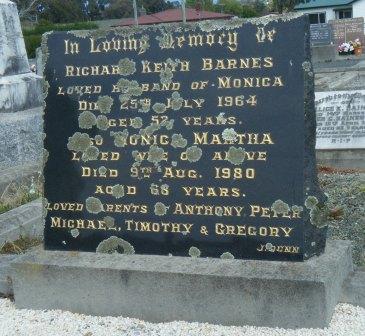 In Loving Memory of
RICHARD KEITH BARNES
LOVED HUSBAND OF MONICA
DIED 25TH JULY 1964
AGED 52 YEARS.
ALSO MONICA MARTHA
LOVED WIFE OF ABOVE
DIED 9TH AUG. 1980
AGED 68 YEARS.
LOVED PARENTS OF ANTHONY PETER
MICHAEL, TIMOTHY & GREGORY
J. DUNN